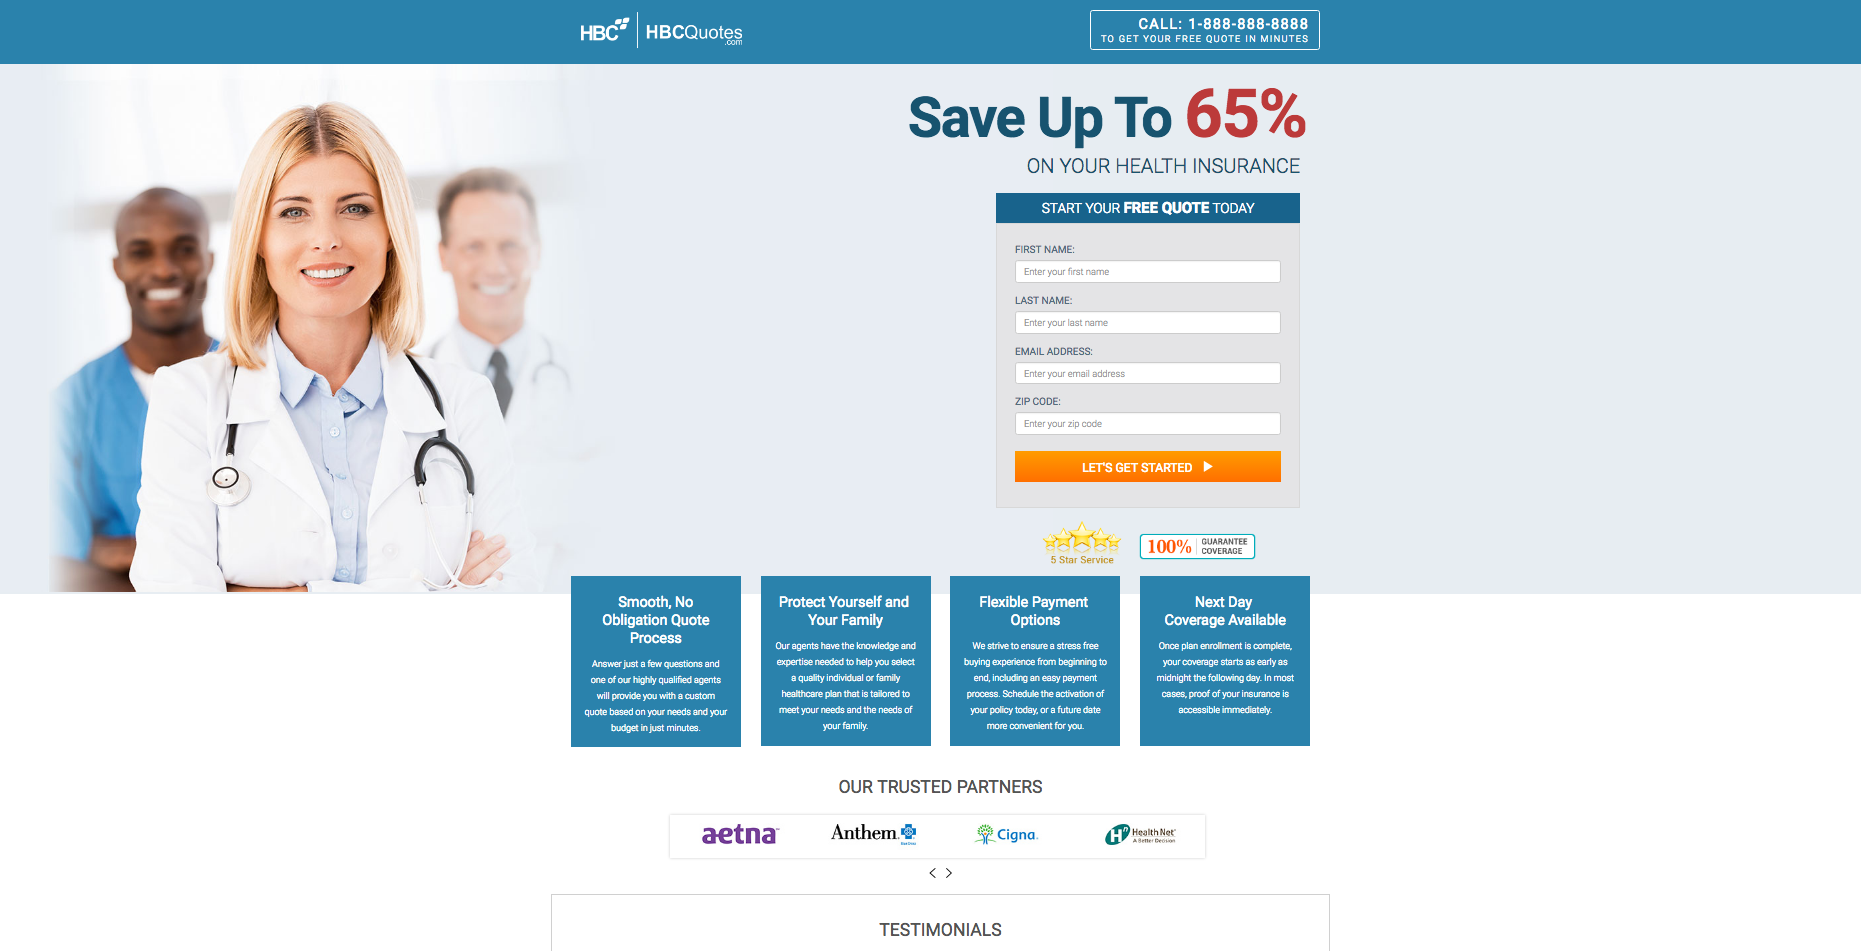 HBC HBCQuotes
.com
CALL: 1-888-888-8888
TO GET YOUR FREE QUOTE IN MINUTES
Save Up To 65%
ON YOUR HEALTH INSURANCE
START YOUR FREE QUOTE TODAY
FIRST NAME:
Enter your first name
LAST NAME:
Enter your last name
EMAIL ADDRESS:
Enter your email address
ZIP CODE:
Enter your zip code
LET'S GET STARTED
5 Star Service
100% GUARANTEE
COVERAGE
Smooth, No
Obligation Quote
Process
Answer just a few questions and
one of our highly qualified agents
will provide you with a custom
quote based on your needs and your
budget in just minutes.
Protect Yourself and
Your Family
Our agents have the knowledge and
expertise needed to help you select
a quality individual or family
healthcare plan that is tailored to
meet your needs and the needs of
your family.
Flexible Payment
Options
We strive to ensure a stress free
buying experience from beginning to
end, including an easy payment
process. Schedule the activation of
your policy today, or a future date
more convenient for you.
Next Day
Coverage Available
Once plan enrollment is complete,
your coverage starts as early as
midnight the following day. In most
cases, proof of your insurance is
accessible immediately.
OUR TRUSTED PARTNERS
aetna
Anthem
Cigna
Hn Health Net
A Better Decision
TESTIMONIALS